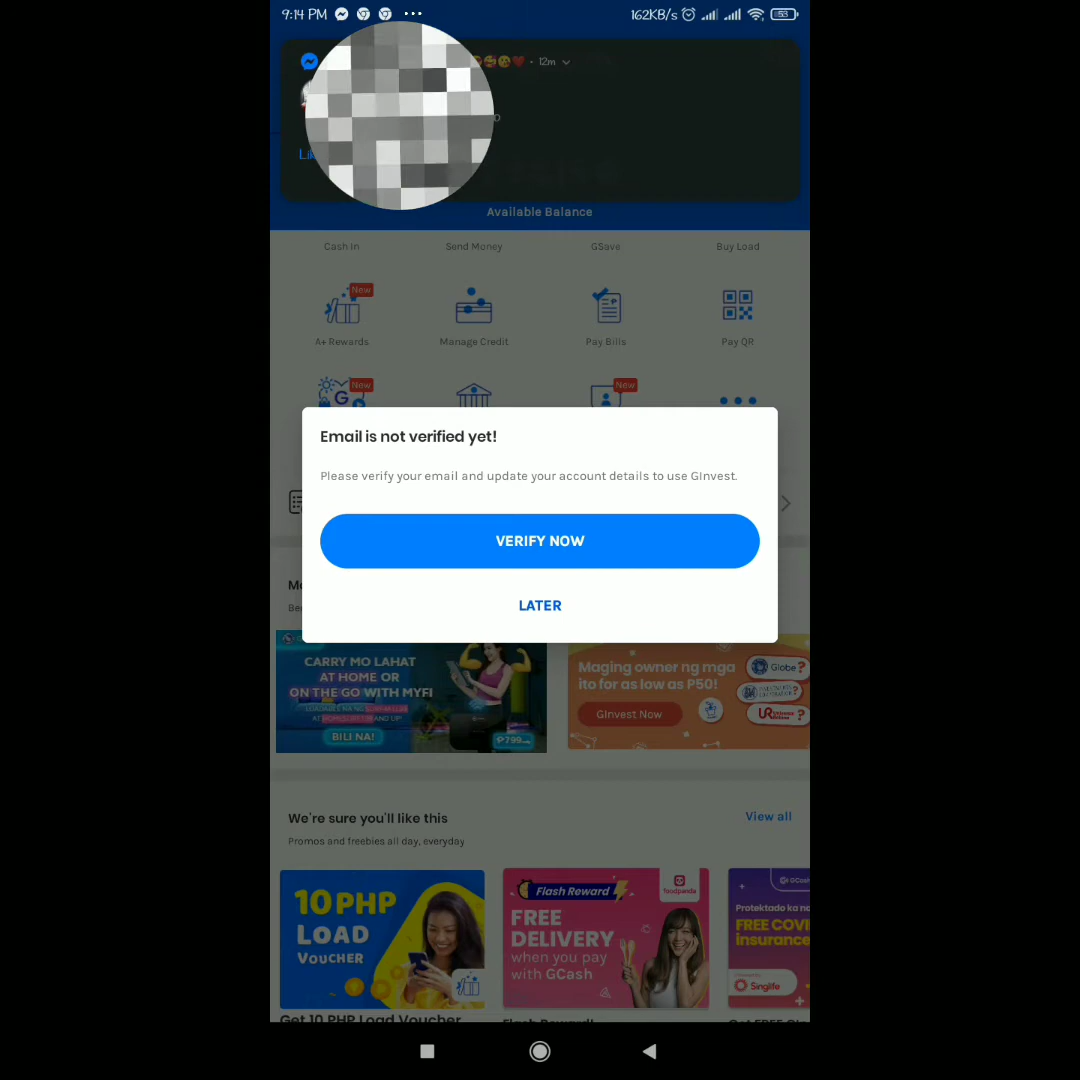 9:14 PM
162KB/s
53
12m
Available Balance
Cash In
Send Money
GSave
Buy Load
New
A+ Rewards
Manage Credit
Pay Bills
Pay QR
New
New
Email is not verified yet!
Please verify your email and update your account details to use GInvest.
VERIFY NOW
LATER
CARRY MO LAHAT
AT HOME OR
ON THE GO WITH MYFI
BILI NA!
₱799
Maging owner ng mga
ito for as low as P50!
GInvest Now
Globe?
We're sure you'll like this
View all
Promos and freebies all day, everyday
10 PHP
LOAD
VOUCHER
Flash Reward
foodpanda
FREE
DELIVERY
when you pay
with GCash
GCash
Protektado ka na
FREE COVI
insurance
Singlife
Get 10 PHP Load Voucher
Flash Reward!